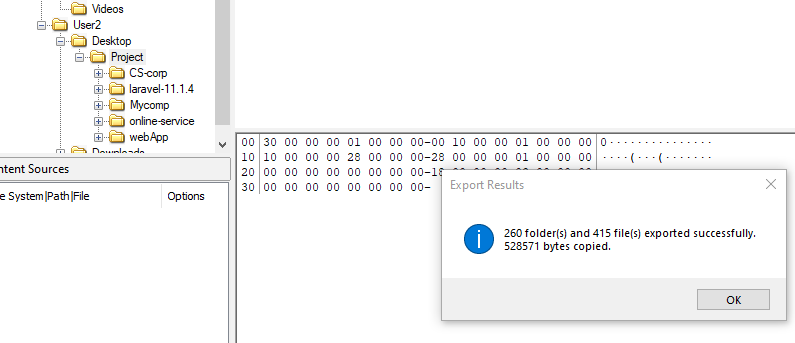 Videos
User2
Desktop
Project
CS-corp
laravel-11.1.4
Mycomp
online-service
webApp
Downloads
ntent Sources
e System|Path|File Options
00 30 00 00 00 01 00 00 00-00 10 00 00 01 00 00 00 0···············
10 10 00 00 00 28 00 00 00-28 00 00 00 01 00 00 00 ····(···(·······
20 00 00 00 00 00 00 00 00-18
30 00 00 00 00 00 00 00 00-
Export Results
260 folder(s) and 415 file(s) exported successfully.
528571 bytes copied.
OK